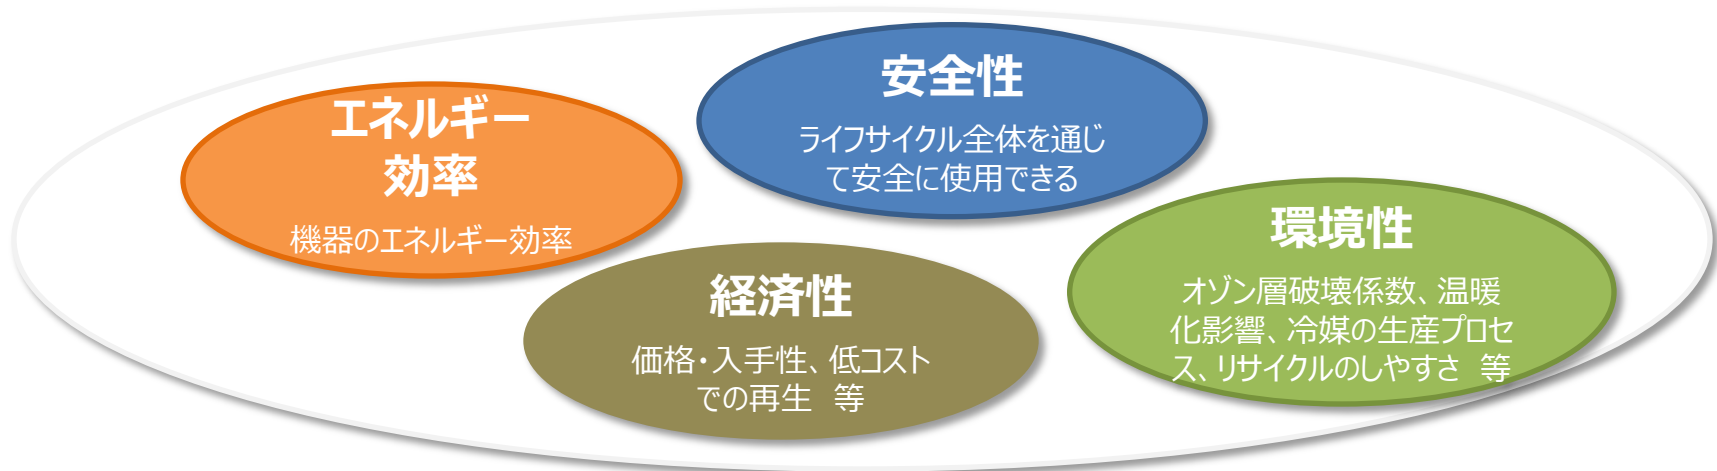 エネルギー
効率
機器のエネルギー効率
安全性
ライフサイクル全体を通じ
て安全に使用できる
経済性
価格・入手性、低コスト
での再生　等
環境性
オゾン層破壊係数、温暖
化影響、冷媒の生産プロセ
ス、リサイクルのしやすさ　等